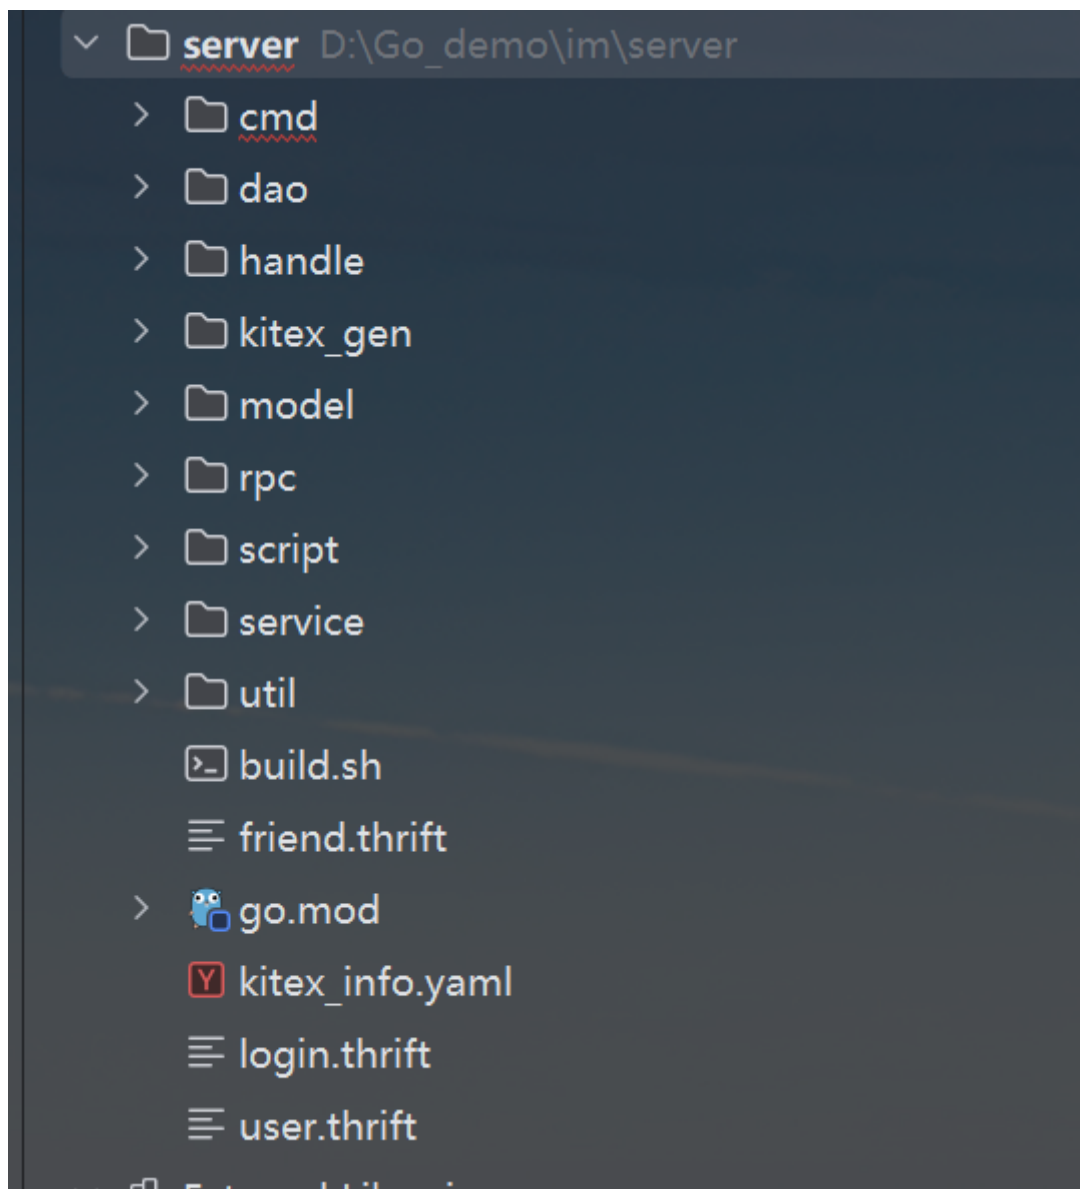 server D:\Go_demo\im\server
cmd
dao
handle
kitex_gen
model
rpc
script
service
util
build.sh
friend.thrift
go.mod
kitex_info.yaml
login.thrift
user.thrift